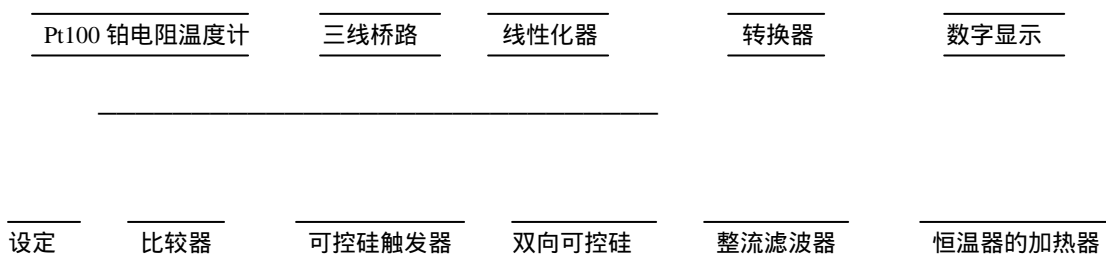 Pt100 铂电阻温度计 三线桥路 线性化器 转换器 数字显示
设定 比较器 可控硅触发器 双向可控硅 整流滤波器 恒温器的加热器